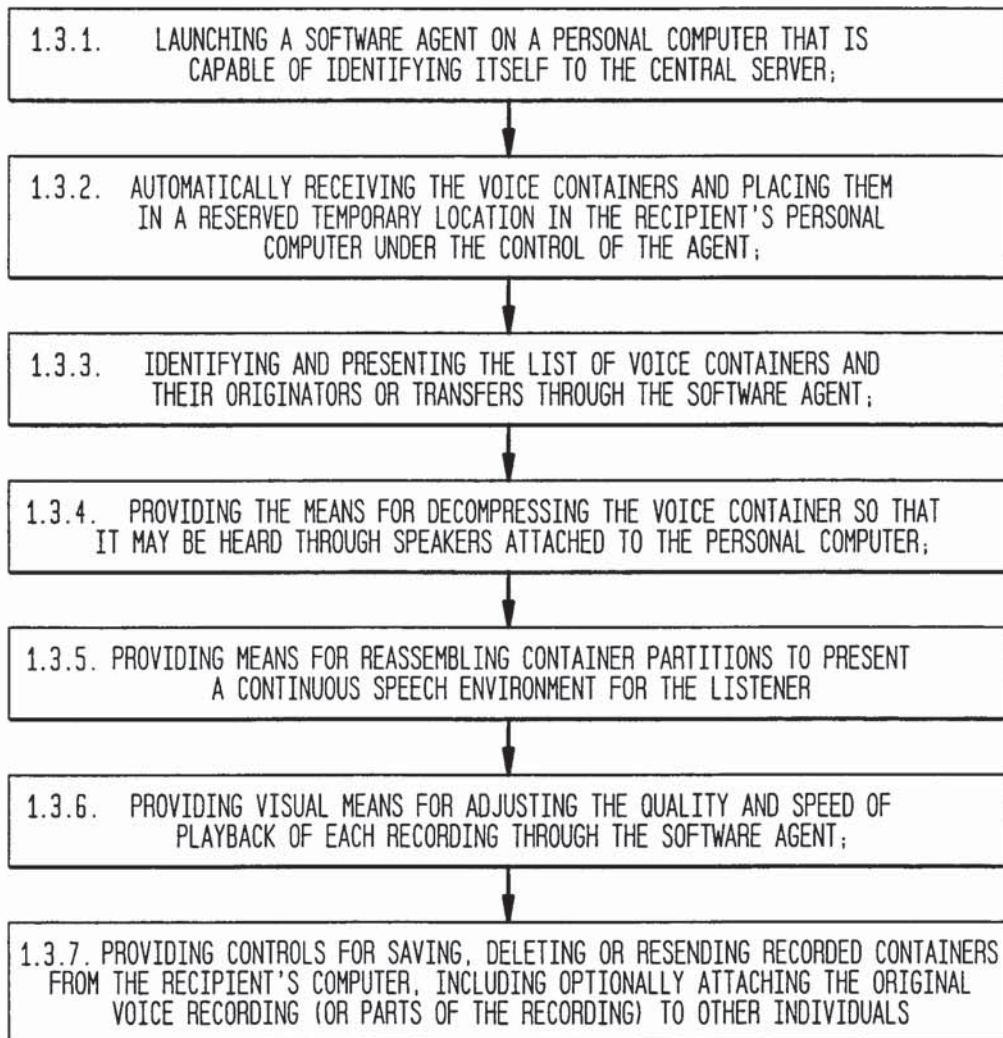 1.3.1. LAUNCHING A SOFTWARE AGENT ON A PERSONAL COMPUTER THAT IS
CAPABLE OF IDENTIFYING ITSELF TO THE CENTRAL SERVER;
1.3.2. AUTOMATICALLY RECEIVING THE VOICE CONTAINERS AND PLACING THEM
IN A RESERVED TEMPORARY LOCATION IN THE RECIPIENT'S PERSONAL
COMPUTER UNDER THE CONTROL OF THE AGENT;
1.3.3. IDENTIFYING AND PRESENTING THE LIST OF VOICE CONTAINERS AND
THEIR ORIGINATORS OR TRANSFERS THROUGH THE SOFTWARE AGENT;
1.3.4. PROVIDING THE MEANS FOR DECOMPRESSING THE VOICE CONTAINER SO THAT
IT MAY BE HEARD THROUGH SPEAKERS ATTACHED TO THE PERSONAL COMPUTER;
1.3.5. PROVIDING MEANS FOR REASSEMBLING CONTAINER PARTITIONS TO PRESENT
A CONTINUOUS SPEECH ENVIRONMENT FOR THE LISTENER
1.3.6. PROVIDING VISUAL MEANS FOR ADJUSTING THE QUALITY AND SPEED OF
PLAYBACK OF EACH RECORDING THROUGH THE SOFTWARE AGENT;
1.3.7. PROVIDING CONTROLS FOR SAVING, DELETING OR RESENDING RECORDED CONTAINERS
FROM THE RECIPIENT'S COMPUTER, INCLUDING OPTIONALLY ATTACHING THE ORIGINAL
VOICE RECORDING (OR PARTS OF THE RECORDING) TO OTHER INDIVIDUALS